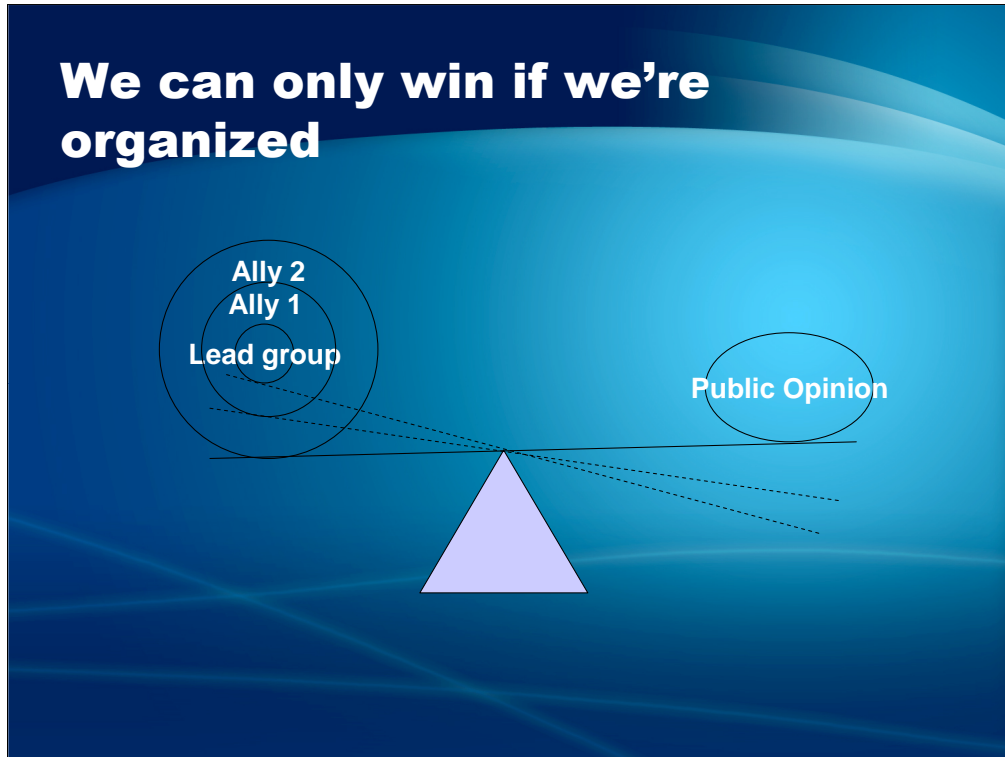 We can only win if we’re
organized
Ally 2
Ally 1
Lead group
Public Opinion